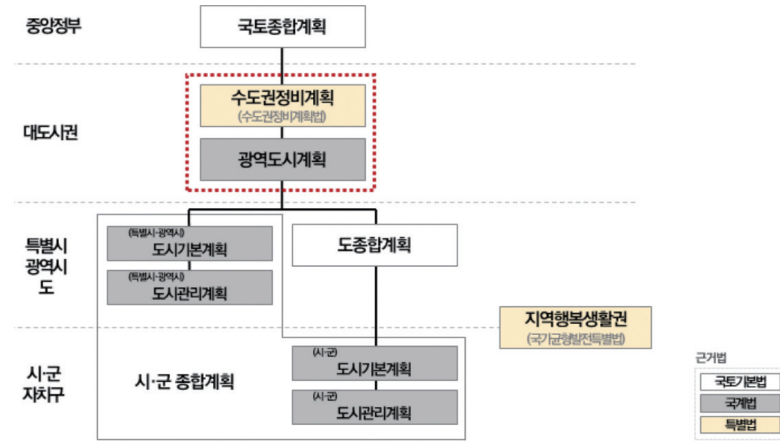 중앙정부
국토종합계획
대도시권
수도권정비계획
(수도권정비계획법)
광역도시계획
특별시
광역시
도
(특별시·광역시)
도시기본계획
(특별시·광역시)
도시관리계획
도종합계획
지역행복생활권
(국가균형발전특별법)
시·군
자치구
시·군 종합계획
(시·군)
도시기본계획
(시·군)
도시관리계획
근거법
국토기본법
국계법
특별법